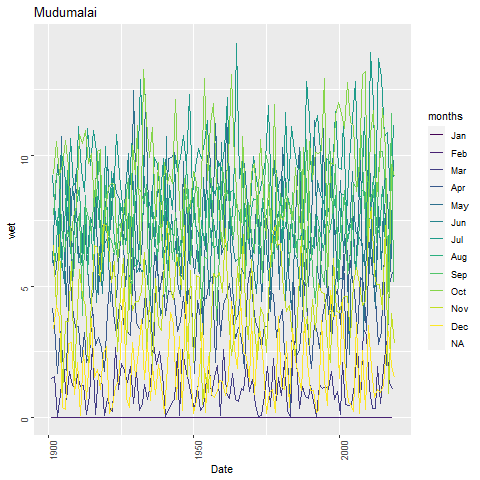 Mudumalai
wet
10
5
0
1900
1950
2000
Date
months
Jan
Feb
Mar
Apr
May
Jun
Jul
Aug
Sep
Oct
Nov
Dec
NA